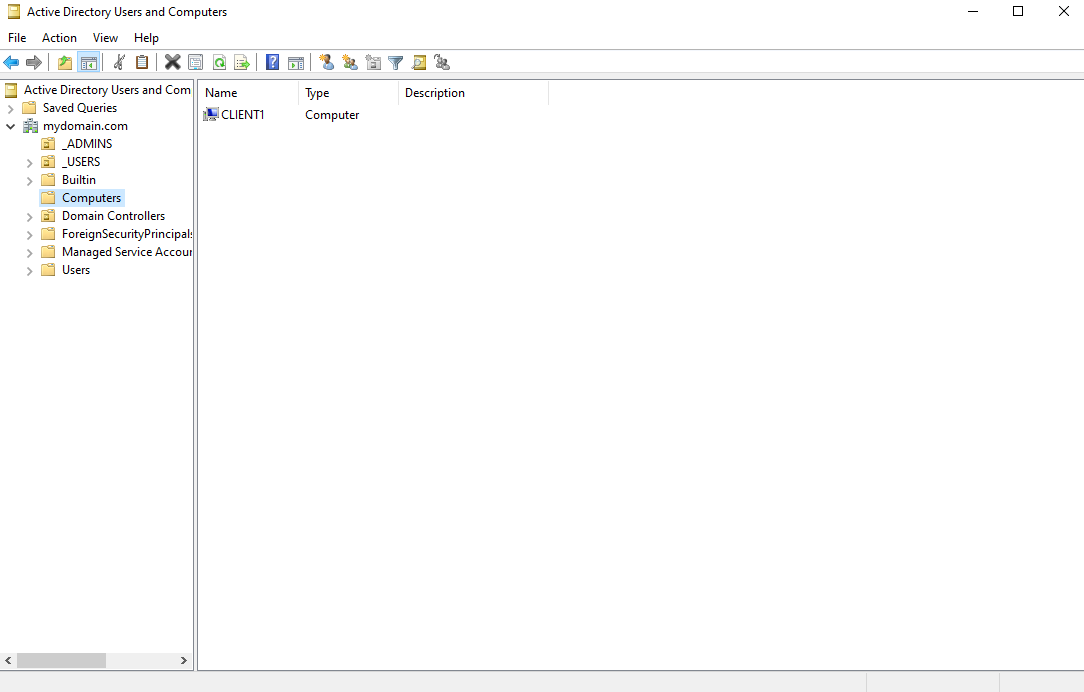 Active Directory Users and Computers
File Action View Help
Active Directory Users and Com
Saved Queries
mydomain.com
_ADMINS
_USERS
Builtin
Computers
Domain Controllers
ForeignSecurityPrincipals
Managed Service Accour
Users
Name Type Description
CLIENT1 Computer